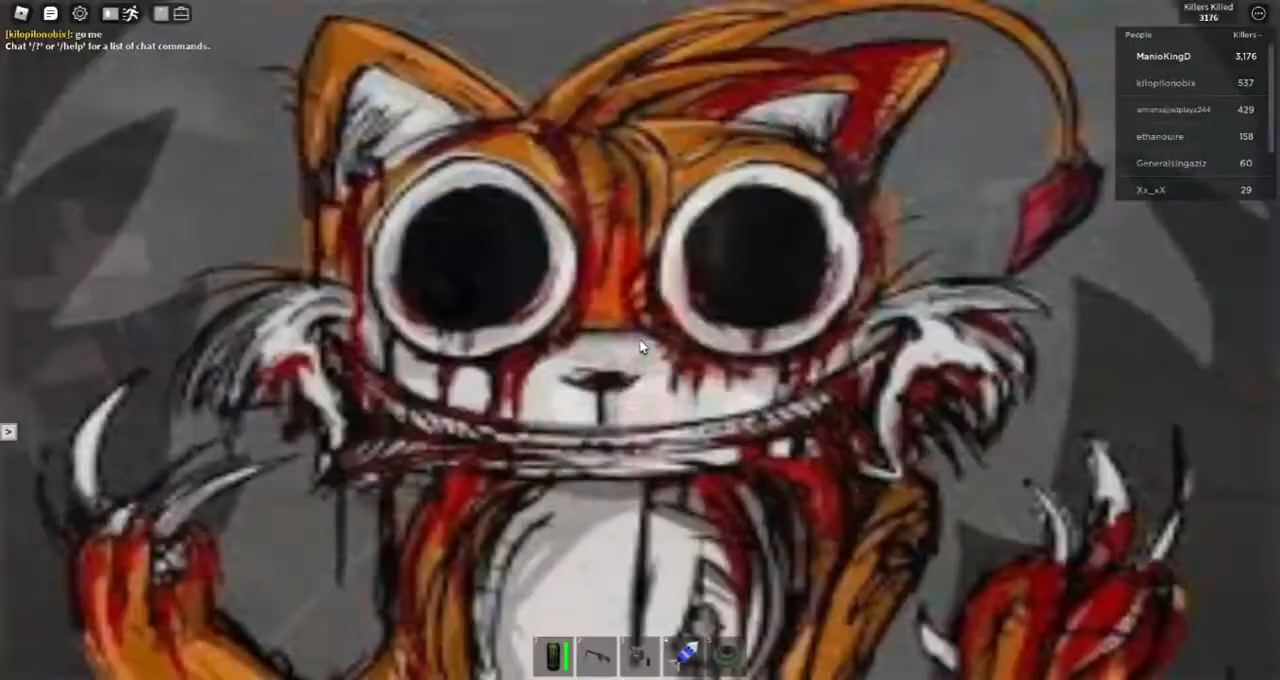 Killers Killed
3176
[kilopilonobix]: go me
Chat '/?' or '/help' for a list of chat commands.
People Killers--
ManioKingD 3,176
kilopilonobix 537
429
ethanouire 158
Generalsingaziz 60
Xx_xX 29
>